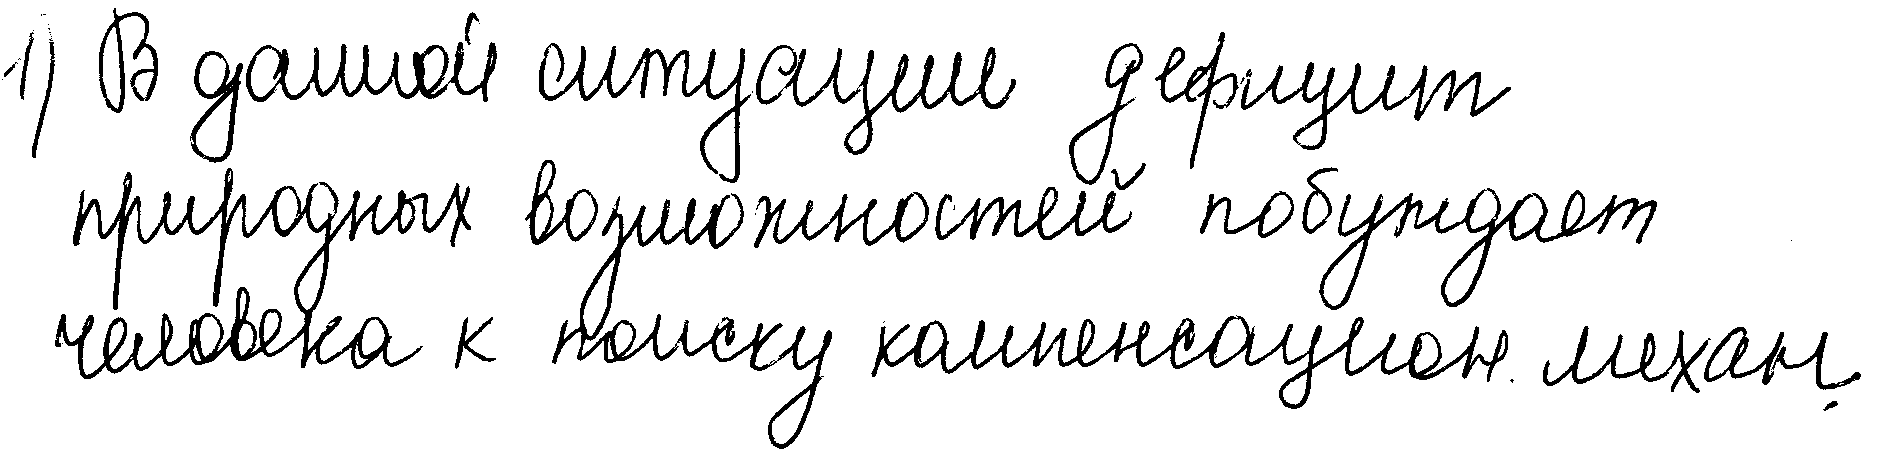 1) В данной ситуации дефицит
природных возможностей побуждает
человека к поиску компенсацион. механ.